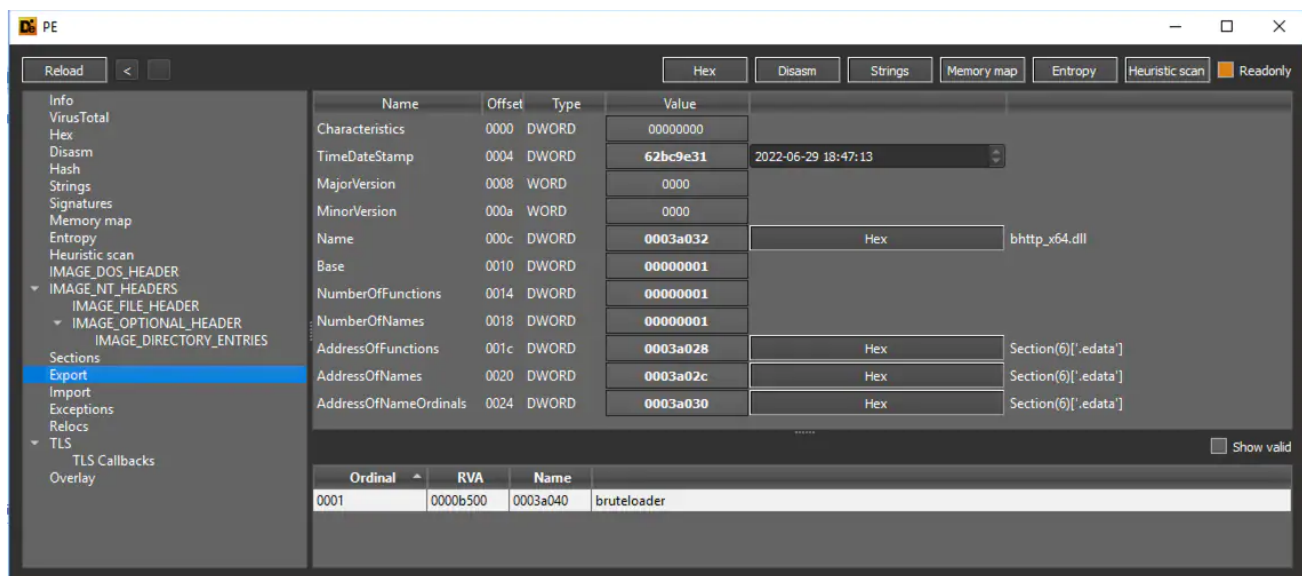 PE
Reload < Hex Disasm Strings Memory map Entropy Heuristic scan Readonly
Info
VirusTotal
Hex
Disasm
Hash
Strings
Signatures
Memory map
Entropy
Heuristic scan
IMAGE_DOS_HEADER
IMAGE_NT_HEADERS
IMAGE_FILE_HEADER
IMAGE_OPTIONAL_HEADER
IMAGE_DIRECTORY_ENTRIES
Sections
Export
Import
Exceptions
Relocs
TLS
TLS Callbacks
Overlay
Name Offset Type Value
Characteristics 0000 DWORD 00000000
TimeDateStamp 0004 DWORD 62bc9e31 2022-06-29 18:47:13
MajorVersion 0008 WORD 0000
MinorVersion 000a WORD 0000
Name 000c DWORD 0003a032 Hex bhttp_x64.dll
Base 0010 DWORD 00000001
NumberOfFunctions 0014 DWORD 00000001
NumberOfNames 0018 DWORD 00000001
AddressOfFunctions 001c DWORD 0003a028 Hex Section(6)['.edata']
AddressOfNames 0020 DWORD 0003a02c Hex Section(6)['.edata']
AddressOfNameOrdinals 0024 DWORD 0003a030 Hex Section(6)['.edata']
Show valid
Ordinal RVA Name
0001 0000b500 0003a040 bruteloader